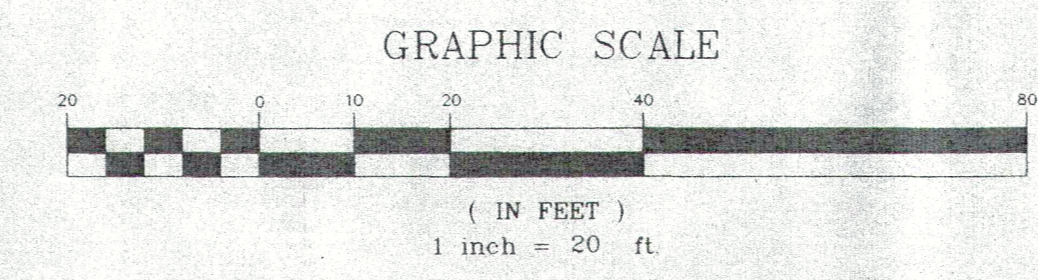 GRAPHIC SCALE
20 0 10 20 40 80
( IN FEET )
1 inch = 20 ft.